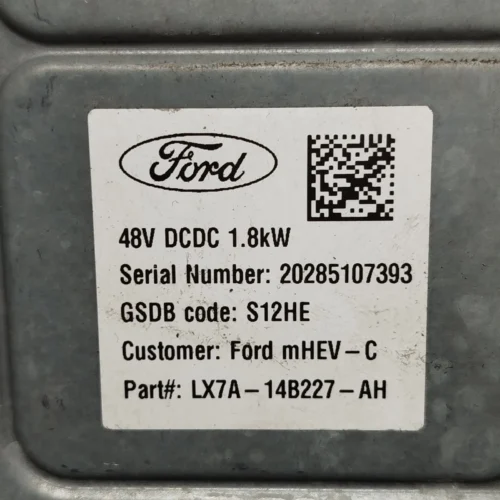 Ford
48V DCDC 1.8kW
Serial Number: 20285107393
GSDB code: S12HE
Customer: Ford mHEV-C
Part#: LX7A-14B227-AH